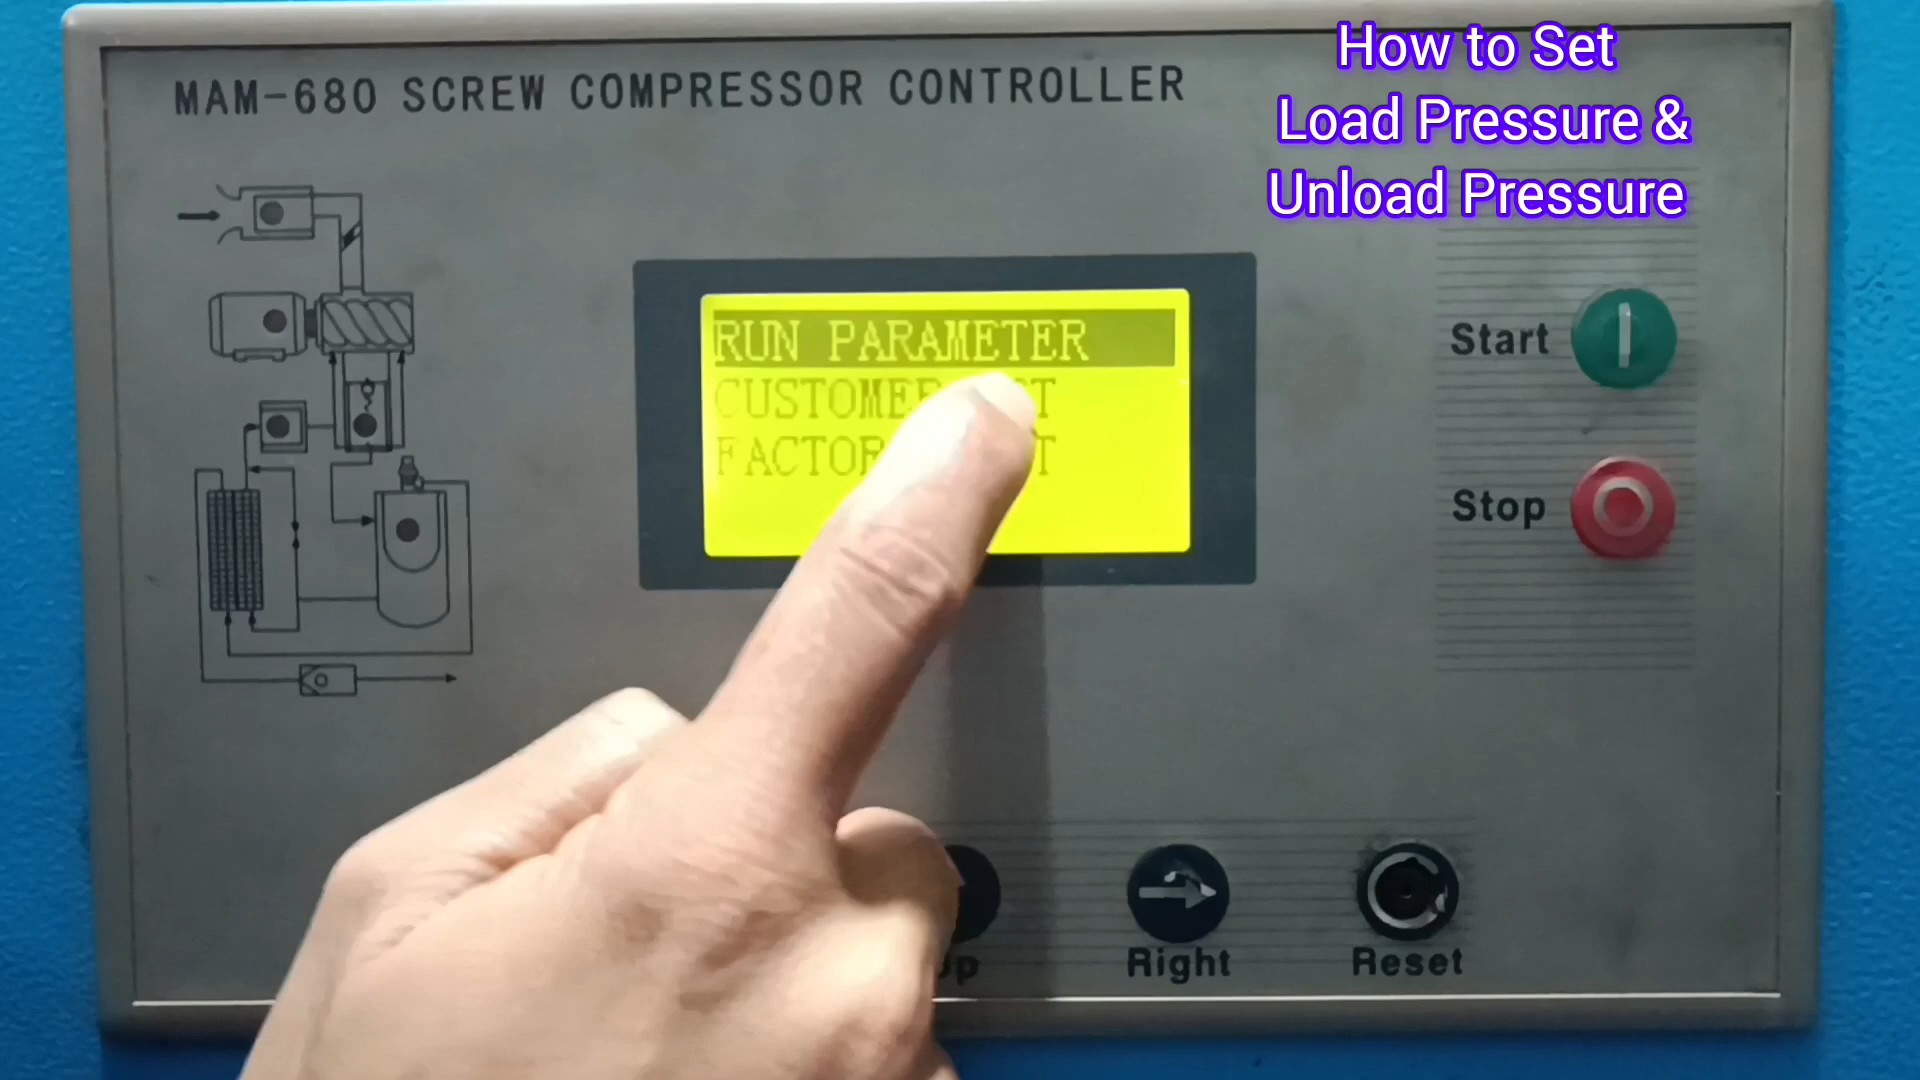 MAM-680 SCREW COMPRESSOR CONTROLLER
How to Set
Load Pressure &
Unload Pressure
RUN PARAMETER
Start
Stop
Right
Reset